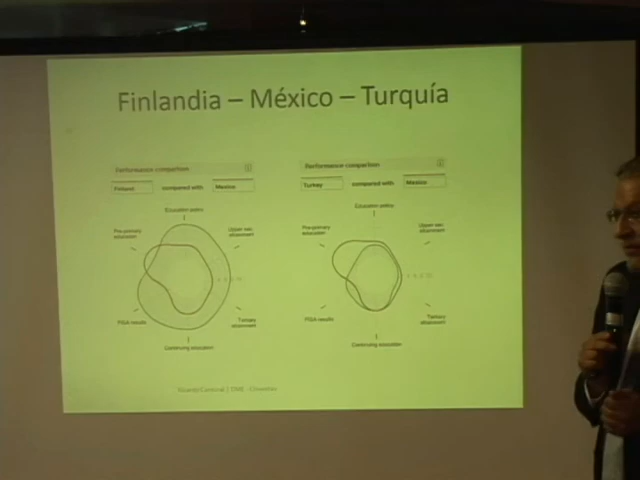 Finlandia – México – Turquía
Performance comparison
Finland compared with Mexico
Education policy
Pre-primary education
Upper sec. attainment
PISA results
Tertiary attainment
Continuing education
Performance comparison
Turkey compared with Mexico
Education policy
Pre-primary education
Upper sec. attainment
PISA results
Tertiary attainment
Continuing education